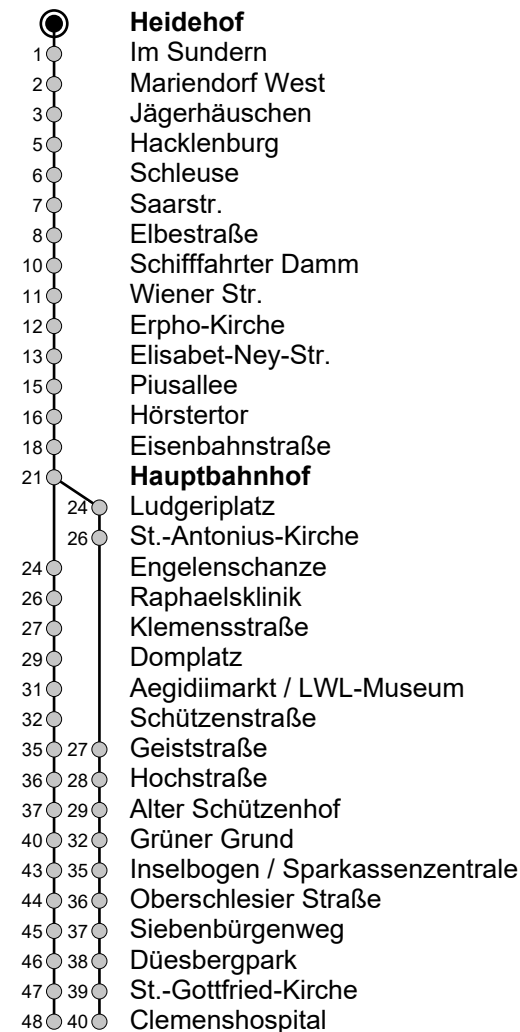 Heidehof
1 Im Sundern
2 Mariendorf West
3 Jägerhäuschen
5 Hacklenburg
6 Schleuse
7 Saarstr.
8 Elbestraße
10 Schifffahrter Damm
11 Wiener Str.
12 Erpho-Kirche
13 Elisabet-Ney-Str.
15 Piusallee
16 Hörstertor
18 Eisenbahnstraße
21 Hauptbahnhof
24 Ludgeriplatz
26 St.-Antonius-Kirche
24 Engelenschanze
26 Raphaelsklinik
27 Klemensstraße
29 Domplatz
31 Aegidiimarkt / LWL-Museum
32 Schützenstraße
35 27 Geiststraße
36 28 Hochstraße
37 29 Alter Schützenhof
40 32 Grüner Grund
43 35 Inselbogen / Sparkassenzentrale
44 36 Oberschlesier Straße
45 37 Siebenbürgenweg
46 38 Düesbergpark
47 39 St.-Gottfried-Kirche
48 40 Clemenshospital